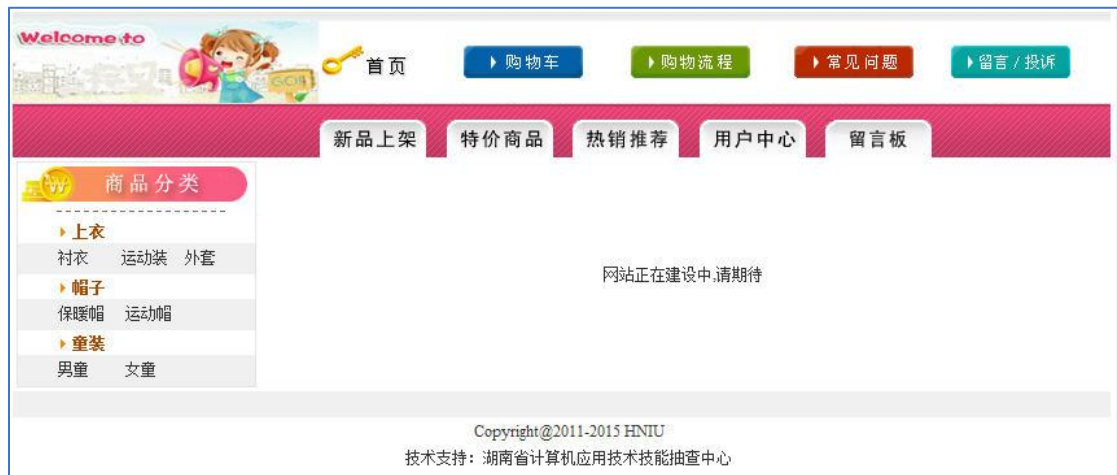 Welcome to
GO!!
首页
购物车
购物流程
常见问题
留言/投诉
新品上架
特价商品
热销推荐
用户中心
留言板
商品分类
上衣
衬衣 运动装 外套
帽子
保暖帽 运动帽
童装
男童 女童
网站正在建设中,请期待
Copyright@2011-2015 HNIU
技术支持：湖南省计算机应用技术技能抽查中心